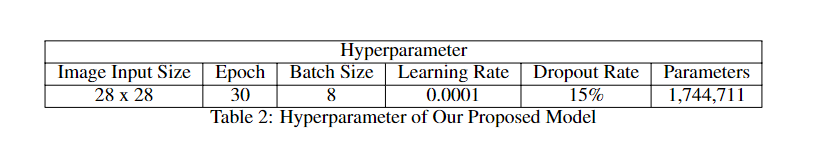 Hyperparameter
Image Input Size Epoch Batch Size Learning Rate Dropout Rate Parameters
28 x 28 30 8 0.0001 15% 1,744,711
Table 2: Hyperparameter of Our Proposed Model